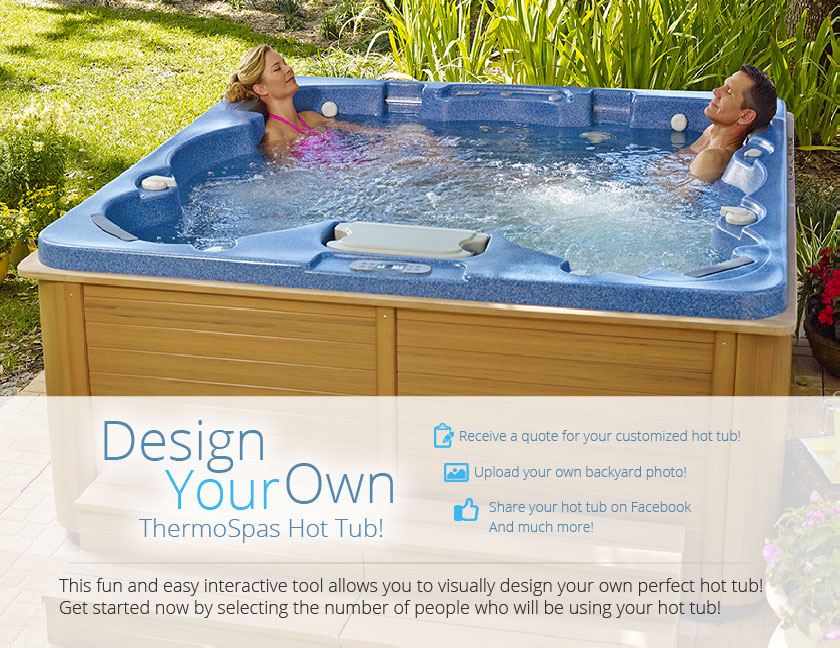 Design
Your Own
ThermoSpas Hot Tub!
Receive a quote for your customized hot tub!
Upload your own backyard photo!
Share your hot tub on Facebook
And much more!
This fun and easy interactive tool allows you to visually design your own perfect hot tub!
Get started now by selecting the number of people who will be using your hot tub!